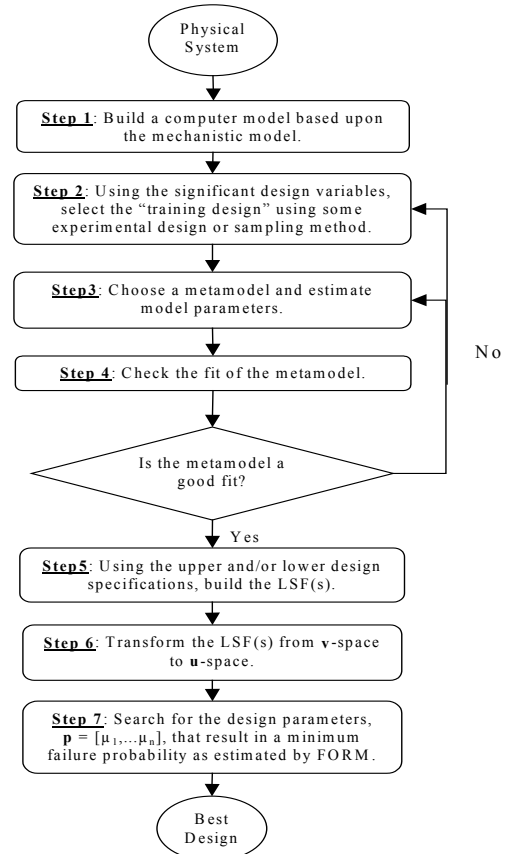 Physical
System
Step 1: Build a computer model based upon
the mechanistic model.
Step 2: Using the significant design variables,
select the “training design” using some
experimental design or sampling method.
Step3: Choose a metamodel and estimate
model parameters.
No
Step 4: Check the fit of the metamodel.
Is the metamodel a
good fit?
Yes
Step5: Using the upper and/or lower design
specifications, build the LSF(s).
Step 6: Transform the LSF(s) from v-space
to u-space.
Step 7: Search for the design parameters,
p = [μ₁,...μₙ], that result in a minimum
failure probability as estimated by FORM.
Best
Design